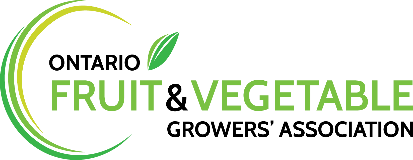 ONTARIO
FRUIT & VEGETABLE
GROWERS' ASSOCIATION